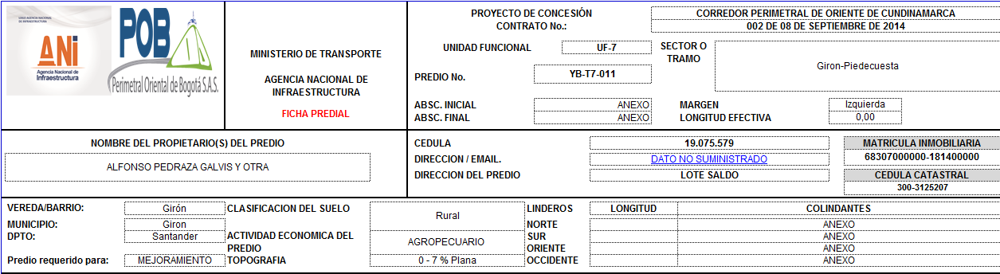 LOGO AGENCIA NACIONAL
DE INFRAESTRUCTURA
ANi
Agencia Nacional de
Infraestructura
POB
Perimetral Oriental de Bogotá S.A.S.
MINISTERIO DE TRANSPORTE
AGENCIA NACIONAL DE
INFRAESTRUCTURA
FICHA PREDIAL
PROYECTO DE CONCESIÓN CORREDOR PERIMETRAL DE ORIENTE DE CUNDINAMARCA
CONTRATO No.: 002 DE 08 DE SEPTIEMBRE DE 2014
UNIDAD FUNCIONAL UF-7
SECTOR O
TRAMO
Giron-Piedecuesta
PREDIO No. YB-T7-011
ABSC. INICIAL ANEXO MARGEN Izquierda
ABSC. FINAL ANEXO LONGITUD EFECTIVA 0,00
NOMBRE DEL PROPIETARIO(S) DEL PREDIO
ALFONSO PEDRAZA GALVIS Y OTRA
CEDULA 19.075.579
DIRECCION / EMAIL. DATO NO SUMINISTRADO
DIRECCION DEL PREDIO LOTE SALDO
MATRICULA INMOBILIARIA
68307000000-181400000.
CEDULA CATASTRAL
300-3125207
VEREDA/BARRIO: Girón
MUNICIPIO: Giron
DPTO: Santander
Predio requerido para: MEJORAMIENTO
CLASIFICACION DEL SUELO Rural
ACTIVIDAD ECONOMICA DEL
PREDIO
AGROPECUARIO
TOPOGRAFIA 0 - 7 % Plana
LINDEROS LONGITUD COLINDANTES
NORTE ANEXO
SUR ANEXO
ORIENTE ANEXO
OCCIDENTE ANEXO